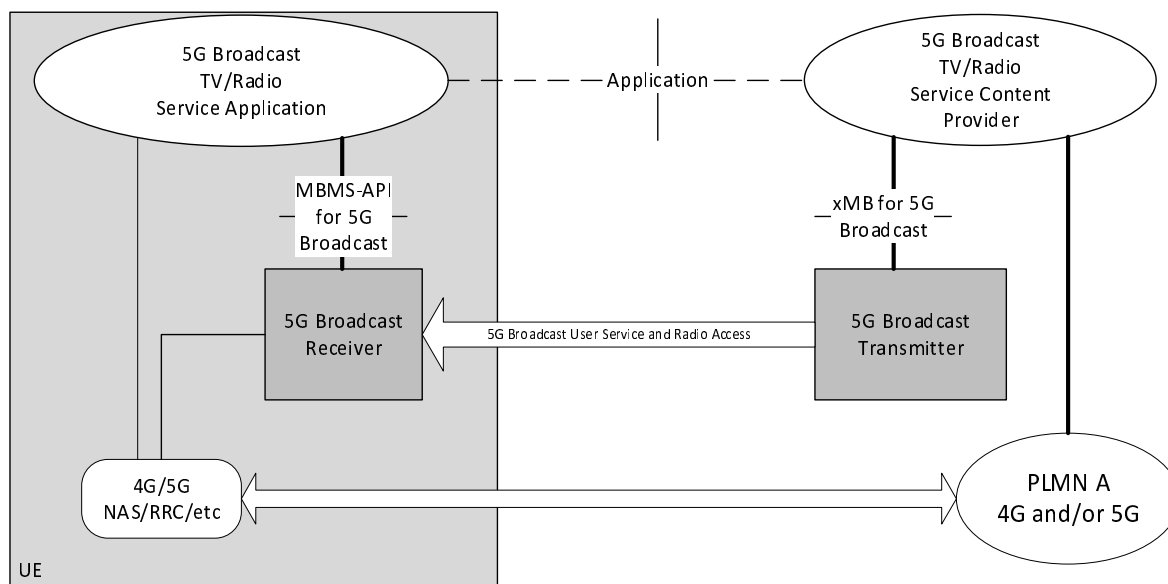 5G Broadcast
TV/Radio
Service Application
Application
5G Broadcast
TV/Radio
Service Content
Provider
MBMS-API
for 5G
Broadcast
xMB for 5G
Broadcast
5G Broadcast
Receiver
5G Broadcast User Service and Radio Access
5G Broadcast
Transmitter
4G/5G
NAS/RRC/etc
PLMN A
4G and/or 5G
UE